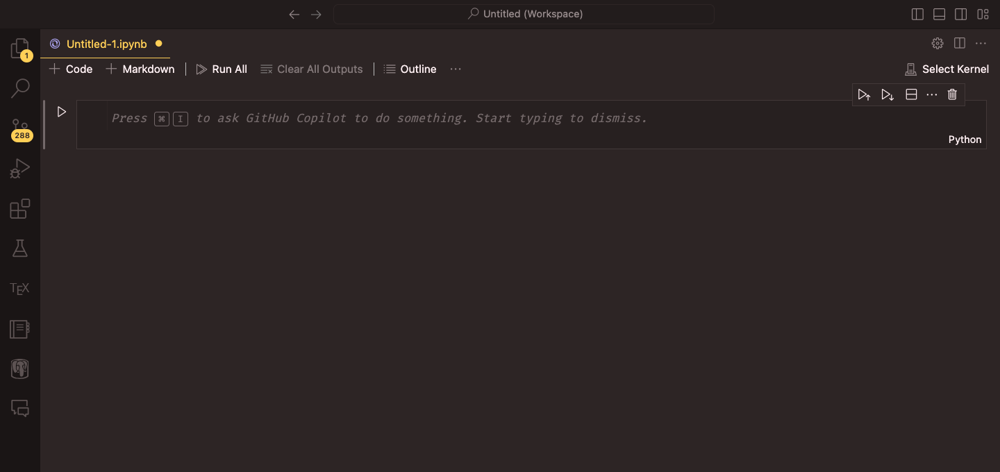 Untitled (Workspace)
Untitled-1.ipynb
1
Code Markdown Run All Clear All Outputs Outline ··· Select Kernel
Press ⌘ I to ask GitHub Copilot to do something. Start typing to dismiss.
288
Python
TEX